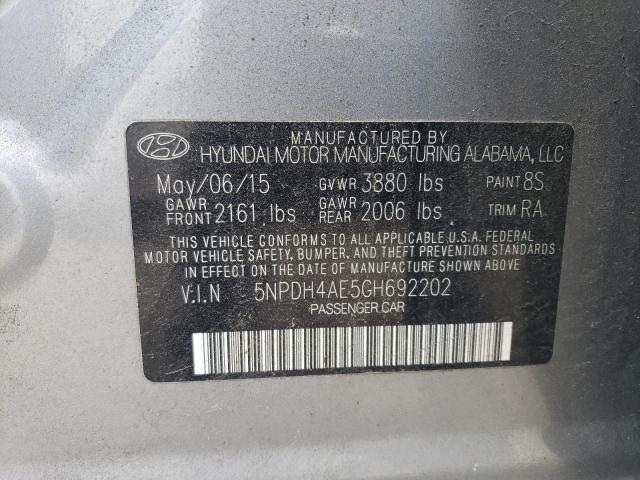 MANUFACTURED BY
HYUNDAI MOTOR MANUFACTURING ALABAMA, LLC
May/06/15 GVWR 3880 lbs PAINT 8S
GAWR FRONT 2161 lbs GAWR REAR 2006 lbs TRIM RA
THIS VEHICLE CONFORMS TO ALL APPLICABLE U.S.A. FEDERAL
MOTOR VEHICLE SAFETY, BUMPER, AND THEFT PREVENTION STANDARDS
IN EFFECT ON THE DATE OF MANUFACTURE SHOWN ABOVE.
V.I.N 5NPDH4AE5GH692202
PASSENGER CAR